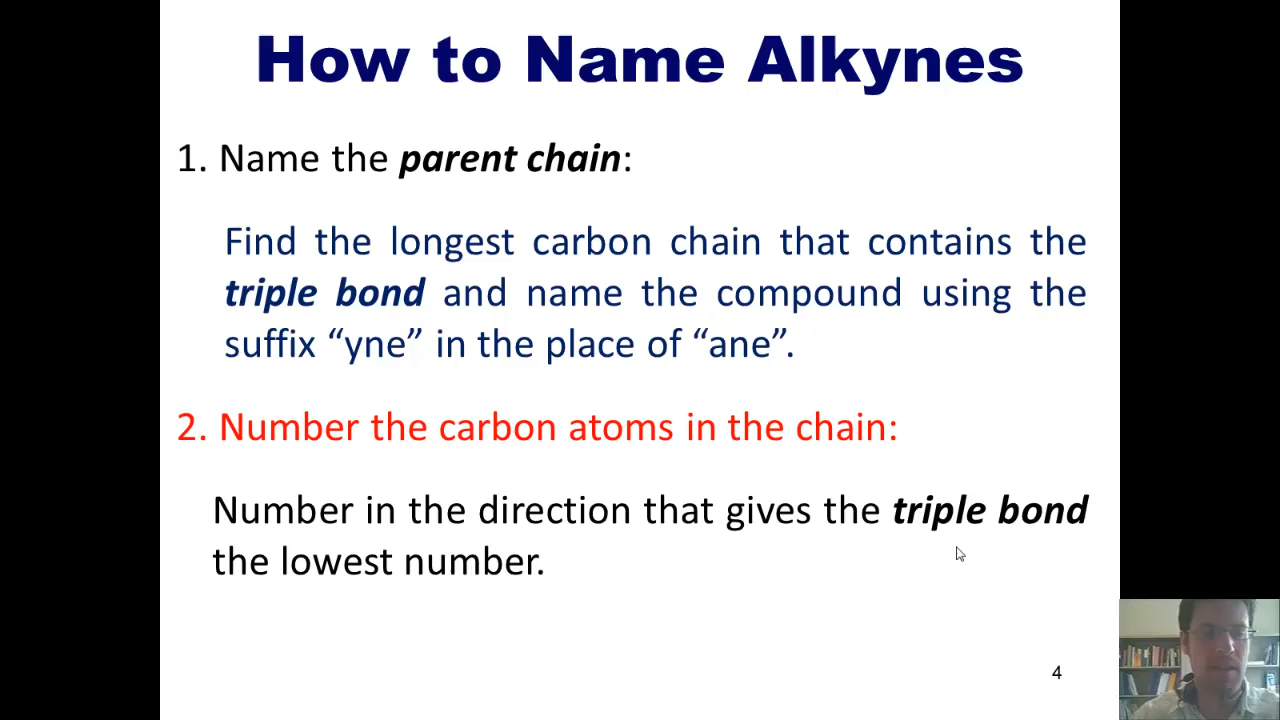 How to Name Alkynes
1. Name the parent chain:
Find the longest carbon chain that contains the
triple bond and name the compound using the
suffix “yne” in the place of “ane”.
2. Number the carbon atoms in the chain:
Number in the direction that gives the triple bond
the lowest number.
4